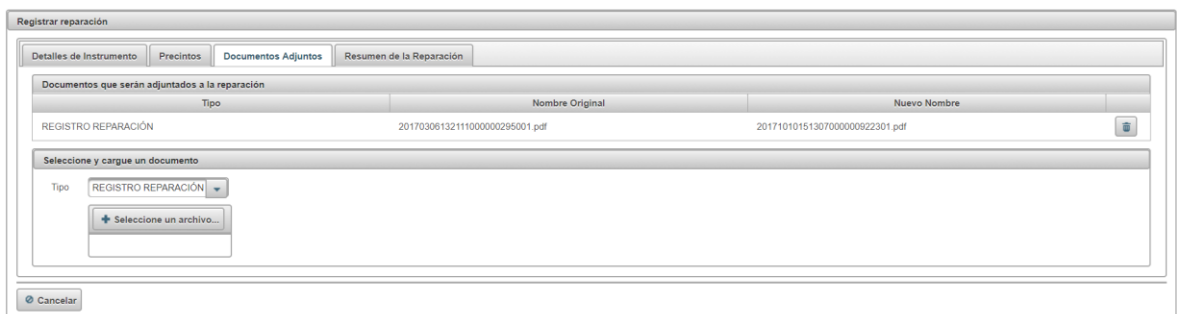 Registrar reparación
Detalles de Instrumento Precintos Documentos Adjuntos Resumen de la Reparación
Documentos que serán adjuntados a la reparación
Tipo Nombre Original Nuevo Nombre
REGISTRO REPARACIÓN 20170306132111000000295001.pdf 20171010151307000000922301.pdf
Seleccione y cargue un documento
Tipo REGISTRO REPARACIÓN
Seleccione un archivo...
Cancelar